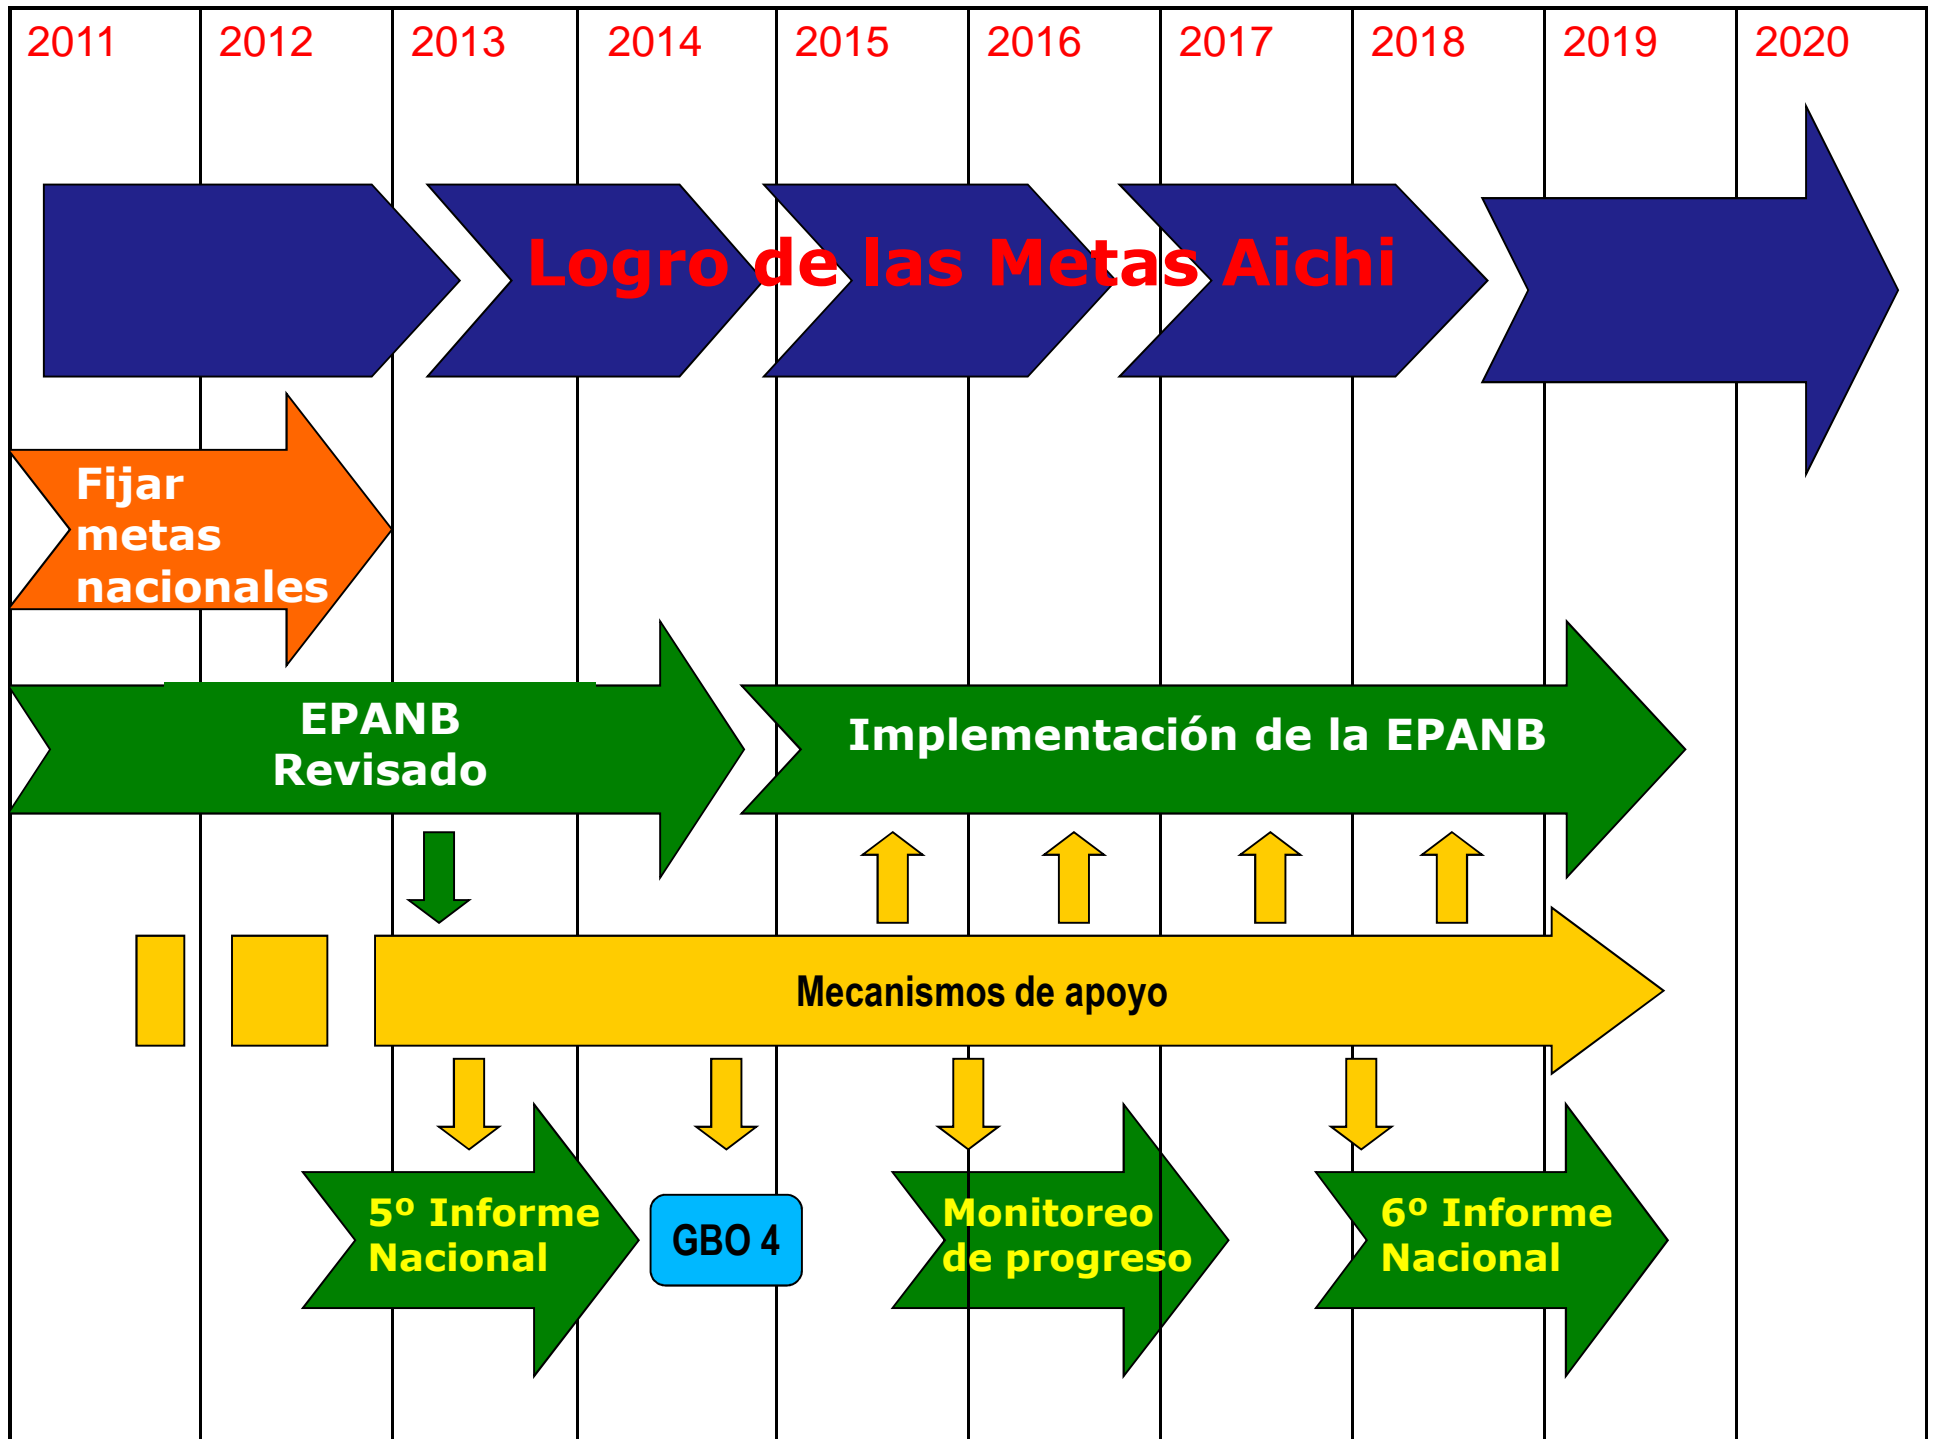 2011 2012 2013 2014 2015 2016 2017 2018 2019 2020
Logro de las Metas Aichi
Fijar
metas
nacionales
EPANB
Revisado
Implementación de la EPANB
Mecanismos de apoyo
5º Informe
Nacional
GBO 4
Monitoreo
de progreso
6º Informe
Nacional